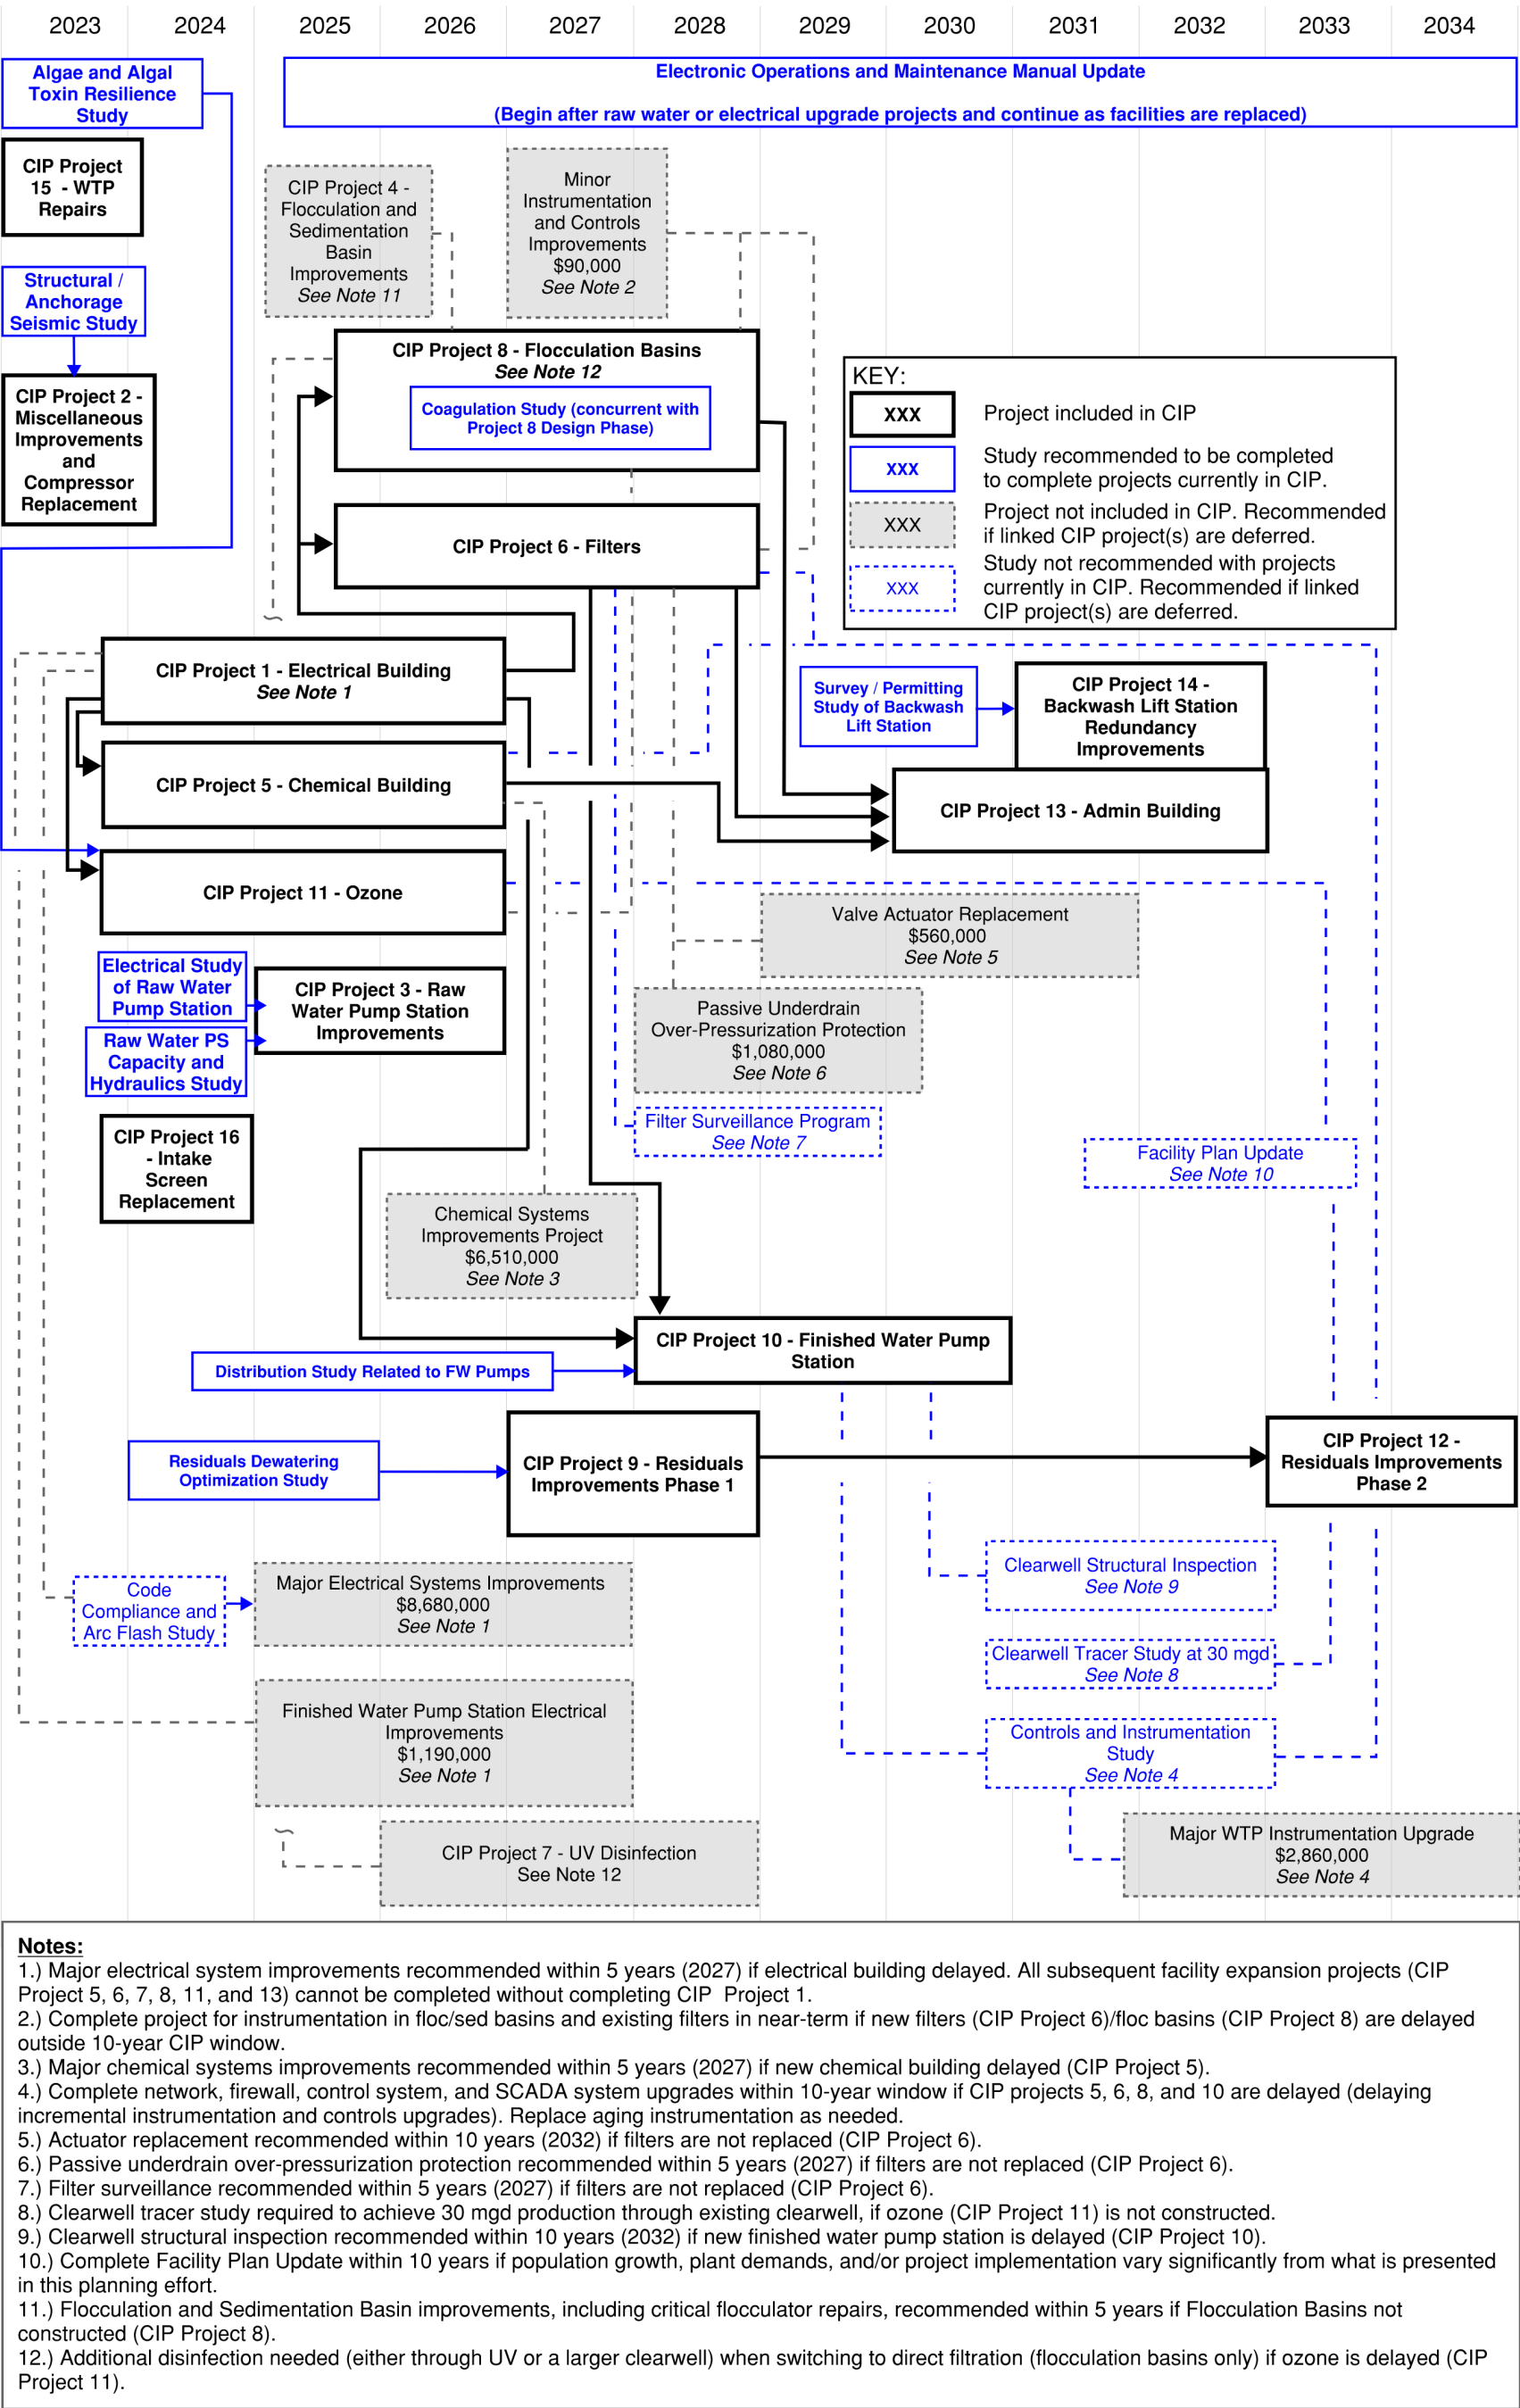 2023 2024 2025 2026 2027 2028 2029 2030 2031 2032 2033 2034
Algae and Algal
Toxin Resilience
Study
Electronic Operations and Maintenance Manual Update
(Begin after raw water or electrical upgrade projects and continue as facilities are replaced)
CIP Project
15 - WTP
Repairs
CIP Project 4 -
Flocculation and
Sedimentation
Basin
Improvements
See Note 11
Minor
Instrumentation
and Controls
Improvements
$90,000
See Note 2
Structural /
Anchorage
Seismic Study
CIP Project 2 -
Miscellaneous
Improvements
and
Compressor
Replacement
CIP Project 8 - Flocculation Basins
See Note 12
Coagulation Study (concurrent with
Project 8 Design Phase)
CIP Project 6 - Filters
KEY:
XXX
Project included in CIP
XXX
Study recommended to be completed
to complete projects currently in CIP.
XXX
Project not included in CIP. Recommended
if linked CIP project(s) are deferred.
XXX
Study not recommended with projects
currently in CIP. Recommended if linked
CIP project(s) are deferred.
CIP Project 1 - Electrical Building
See Note 1
Survey / Permitting
Study of Backwash
Lift Station
CIP Project 14 -
Backwash Lift Station
Redundancy
Improvements
CIP Project 5 - Chemical Building
CIP Project 13 - Admin Building
CIP Project 11 - Ozone
Valve Actuator Replacement
$560,000
See Note 5
Electrical Study
of Raw Water
Pump Station
CIP Project 3 - Raw
Water Pump Station
Improvements
Raw Water PS
Capacity and
Hydraulics Study
Passive Underdrain
Over-Pressurization Protection
$1,080,000
See Note 6
Filter Surveillance Program
See Note 7
CIP Project 16
- Intake
Screen
Replacement
Facility Plan Update
See Note 10
Chemical Systems
Improvements Project
$6,510,000
See Note 3
CIP Project 10 - Finished Water Pump
Station
Distribution Study Related to FW Pumps
Residuals Dewatering
Optimization Study
CIP Project 9 - Residuals
Improvements Phase 1
CIP Project 12 -
Residuals Improvements
Phase 2
Code
Compliance and
Arc Flash Study
Major Electrical Systems Improvements
$8,680,000
See Note 1
Clearwell Structural Inspection
See Note 9
Clearwell Tracer Study at 30 mgd
See Note 8
Finished Water Pump Station Electrical
Improvements
$1,190,000
See Note 1
Controls and Instrumentation
Study
See Note 4
CIP Project 7 - UV Disinfection
See Note 12
Major WTP Instrumentation Upgrade
$2,860,000
See Note 4
Notes:
1.) Major electrical system improvements recommended within 5 years (2027) if electrical building delayed. All subsequent facility expansion projects (CIP
Project 5, 6, 7, 8, 11, and 13) cannot be completed without completing CIP Project 1.
2.) Complete project for instrumentation in floc/sed basins and existing filters in near-term if new filters (CIP Project 6)/floc basins (CIP Project 8) are delayed
outside 10-year CIP window.
3.) Major chemical systems improvements recommended within 5 years (2027) if new chemical building delayed (CIP Project 5).
4.) Complete network, firewall, control system, and SCADA system upgrades within 10-year window if CIP projects 5, 6, 8, and 10 are delayed (delaying
incremental instrumentation and controls upgrades). Replace aging instrumentation as needed.
5.) Actuator replacement recommended within 10 years (2032) if filters are not replaced (CIP Project 6).
6.) Passive underdrain over-pressurization protection recommended within 5 years (2027) if filters are not replaced (CIP Project 6).
7.) Filter surveillance recommended within 5 years (2027) if filters are not replaced (CIP Project 6).
8.) Clearwell tracer study required to achieve 30 mgd production through existing clearwell, if ozone (CIP Project 11) is not constructed.
9.) Clearwell structural inspection recommended within 10 years (2032) if new finished water pump station is delayed (CIP Project 10).
10.) Complete Facility Plan Update within 10 years if population growth, plant demands, and/or project implementation vary significantly from what is presented
in this planning effort.
11.) Flocculation and Sedimentation Basin improvements, including critical flocculator repairs, recommended within 5 years if Flocculation Basins not
constructed (CIP Project 8).
12.) Additional disinfection needed (either through UV or a larger clearwell) when switching to direct filtration (flocculation basins only) if ozone is delayed (CIP
Project 11).